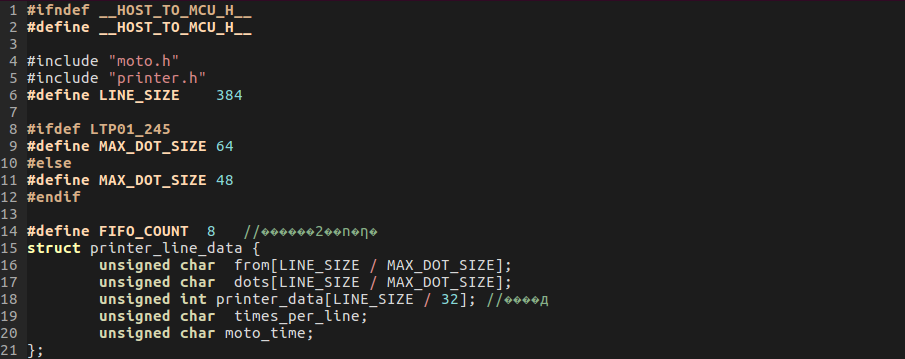 1 #ifndef __HOST_TO_MCU_H__
2 #define __HOST_TO_MCU_H__
3
4 #include "moto.h"
5 #include "printer.h"
6 #define LINE_SIZE    384
7
8 #ifdef LTP01_245
9 #define MAX_DOT_SIZE 64
10 #else
11 #define MAX_DOT_SIZE 48
12 #endif
13
14 #define FIFO_COUNT  8   //������2��n�η�
15 struct printer_line_data {
16         unsigned char  from[LINE_SIZE / MAX_DOT_SIZE];
17         unsigned char  dots[LINE_SIZE / MAX_DOT_SIZE];
18         unsigned int printer_data[LINE_SIZE / 32]; //����д
19         unsigned char  times_per_line;
20         unsigned char moto_time;
21 };